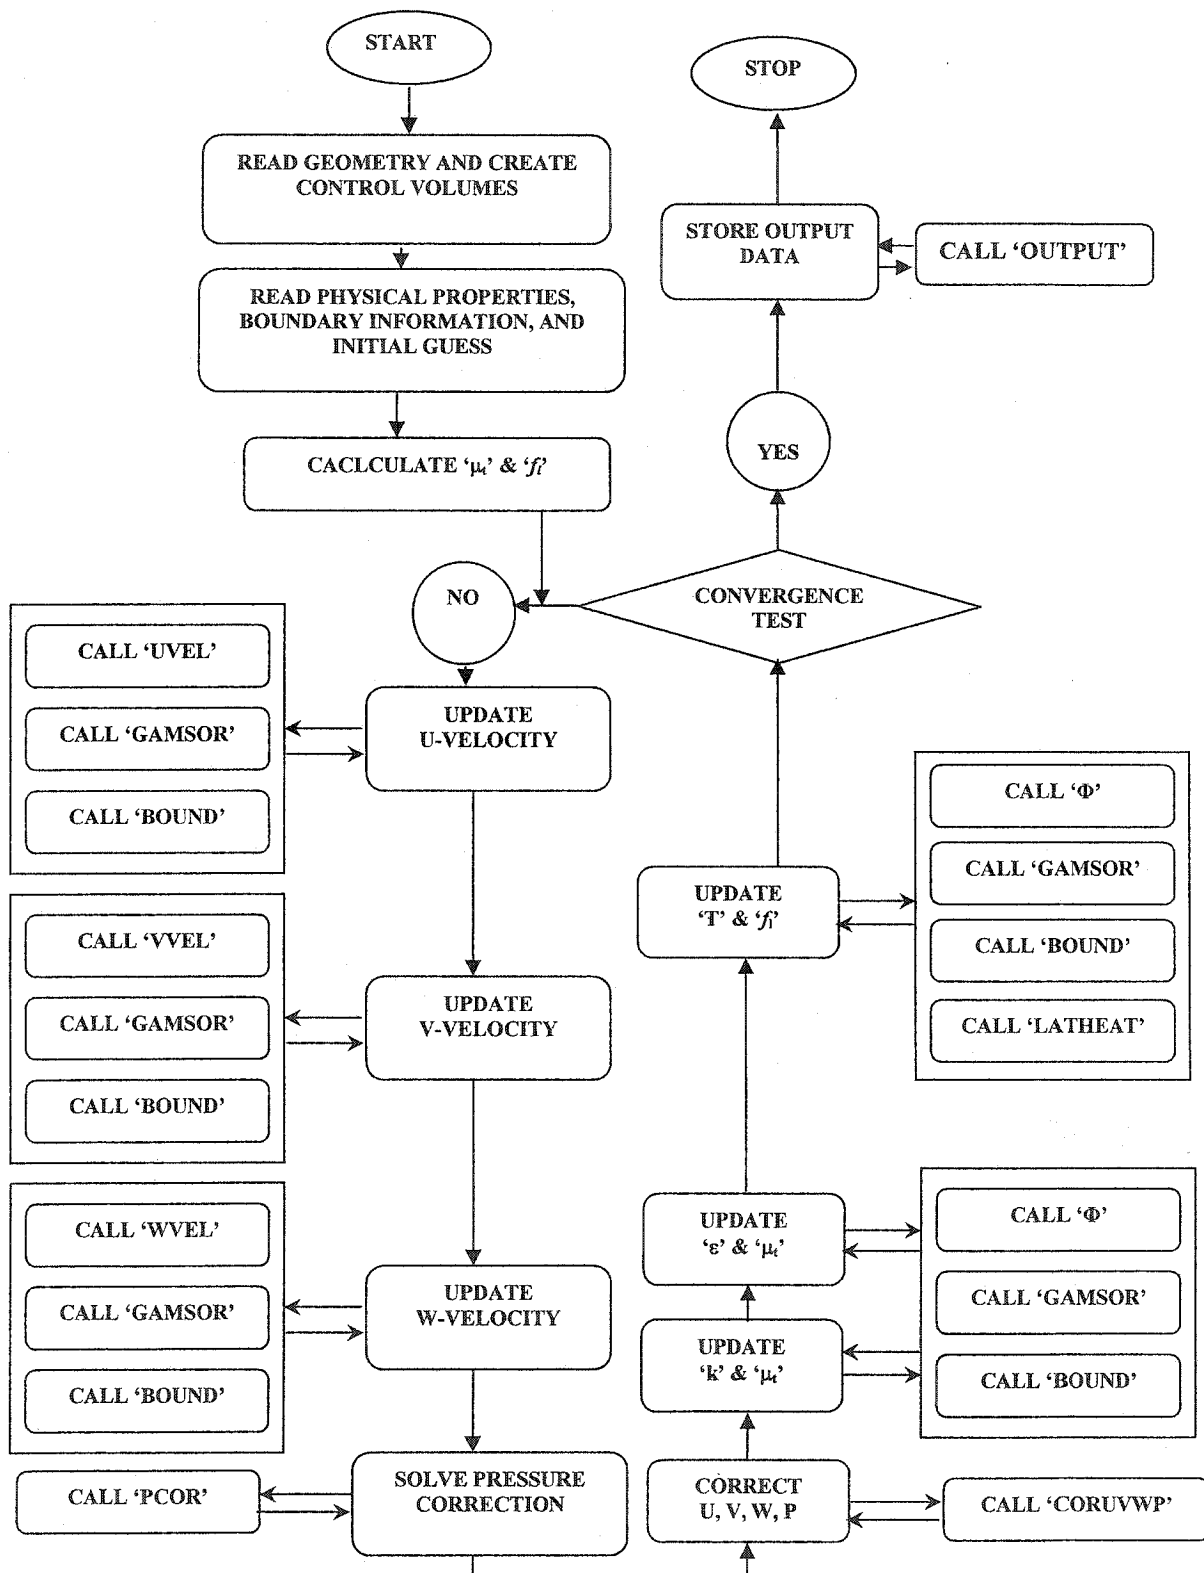 START
READ GEOMETRY AND CREATE
CONTROL VOLUMES
READ PHYSICAL PROPERTIES,
BOUNDARY INFORMATION, AND
INITIAL GUESS
CACLCULATE ‘μt’ & ‘fl’
NO
CALL ‘UVEL’
CALL ‘GAMSOR’
CALL ‘BOUND’
UPDATE
U-VELOCITY
CALL ‘VVEL’
CALL ‘GAMSOR’
CALL ‘BOUND’
UPDATE
V-VELOCITY
CALL ‘WVEL’
CALL ‘GAMSOR’
CALL ‘BOUND’
UPDATE
W-VELOCITY
CALL ‘PCOR’
SOLVE PRESSURE
CORRECTION
STOP
STORE OUTPUT
DATA
CALL ‘OUTPUT’
YES
CONVERGENCE
TEST
UPDATE
‘T’ & ‘fl’
CALL ‘Φ’
CALL ‘GAMSOR’
CALL ‘BOUND’
CALL ‘LATHEAT’
UPDATE
‘ε’ & ‘μt’
UPDATE
‘k’ & ‘μt’
CALL ‘Φ’
CALL ‘GAMSOR’
CALL ‘BOUND’
CORRECT
U, V, W, P
CALL ‘CORUVWP’